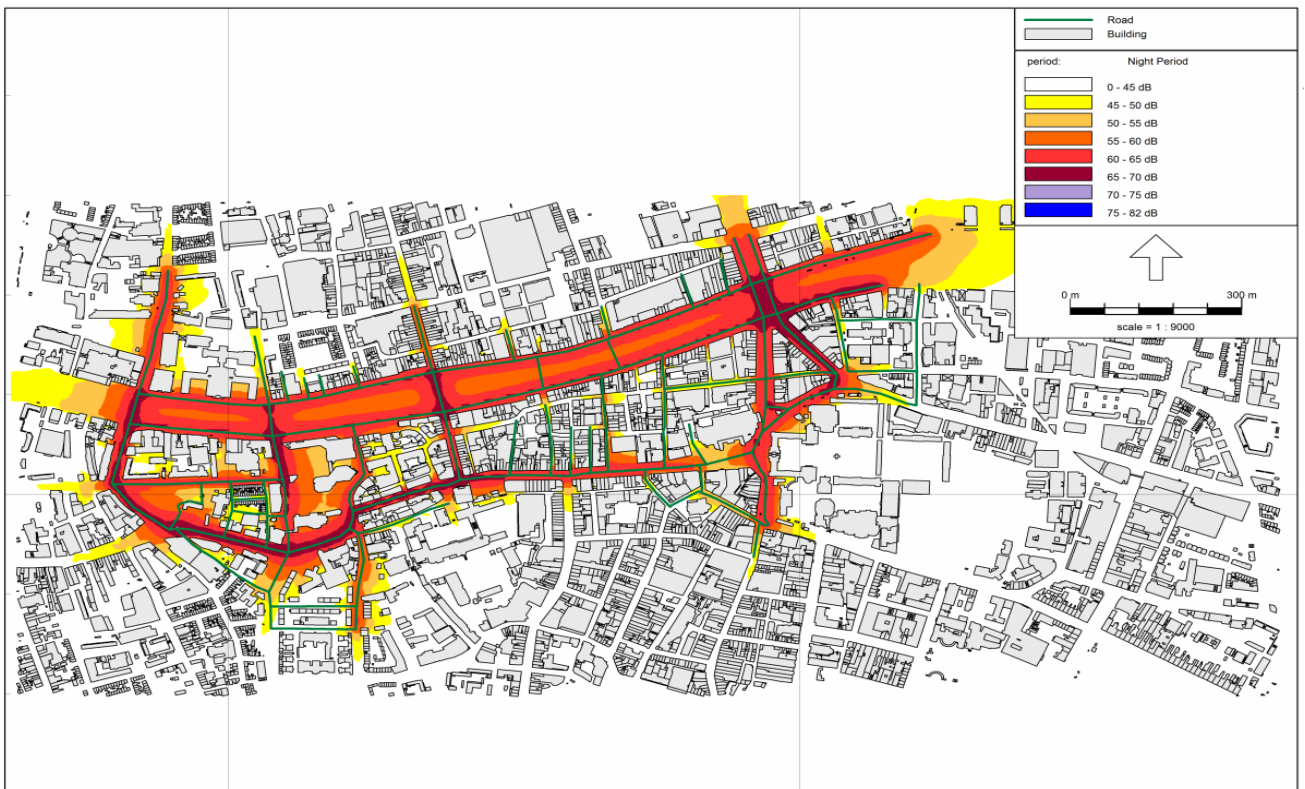 Road
Building
period: Night Period
0 - 45 dB
45 - 50 dB
50 - 55 dB
55 - 60 dB
60 - 65 dB
65 - 70 dB
70 - 75 dB
75 - 82 dB
0 m 300 m
scale = 1 : 9000